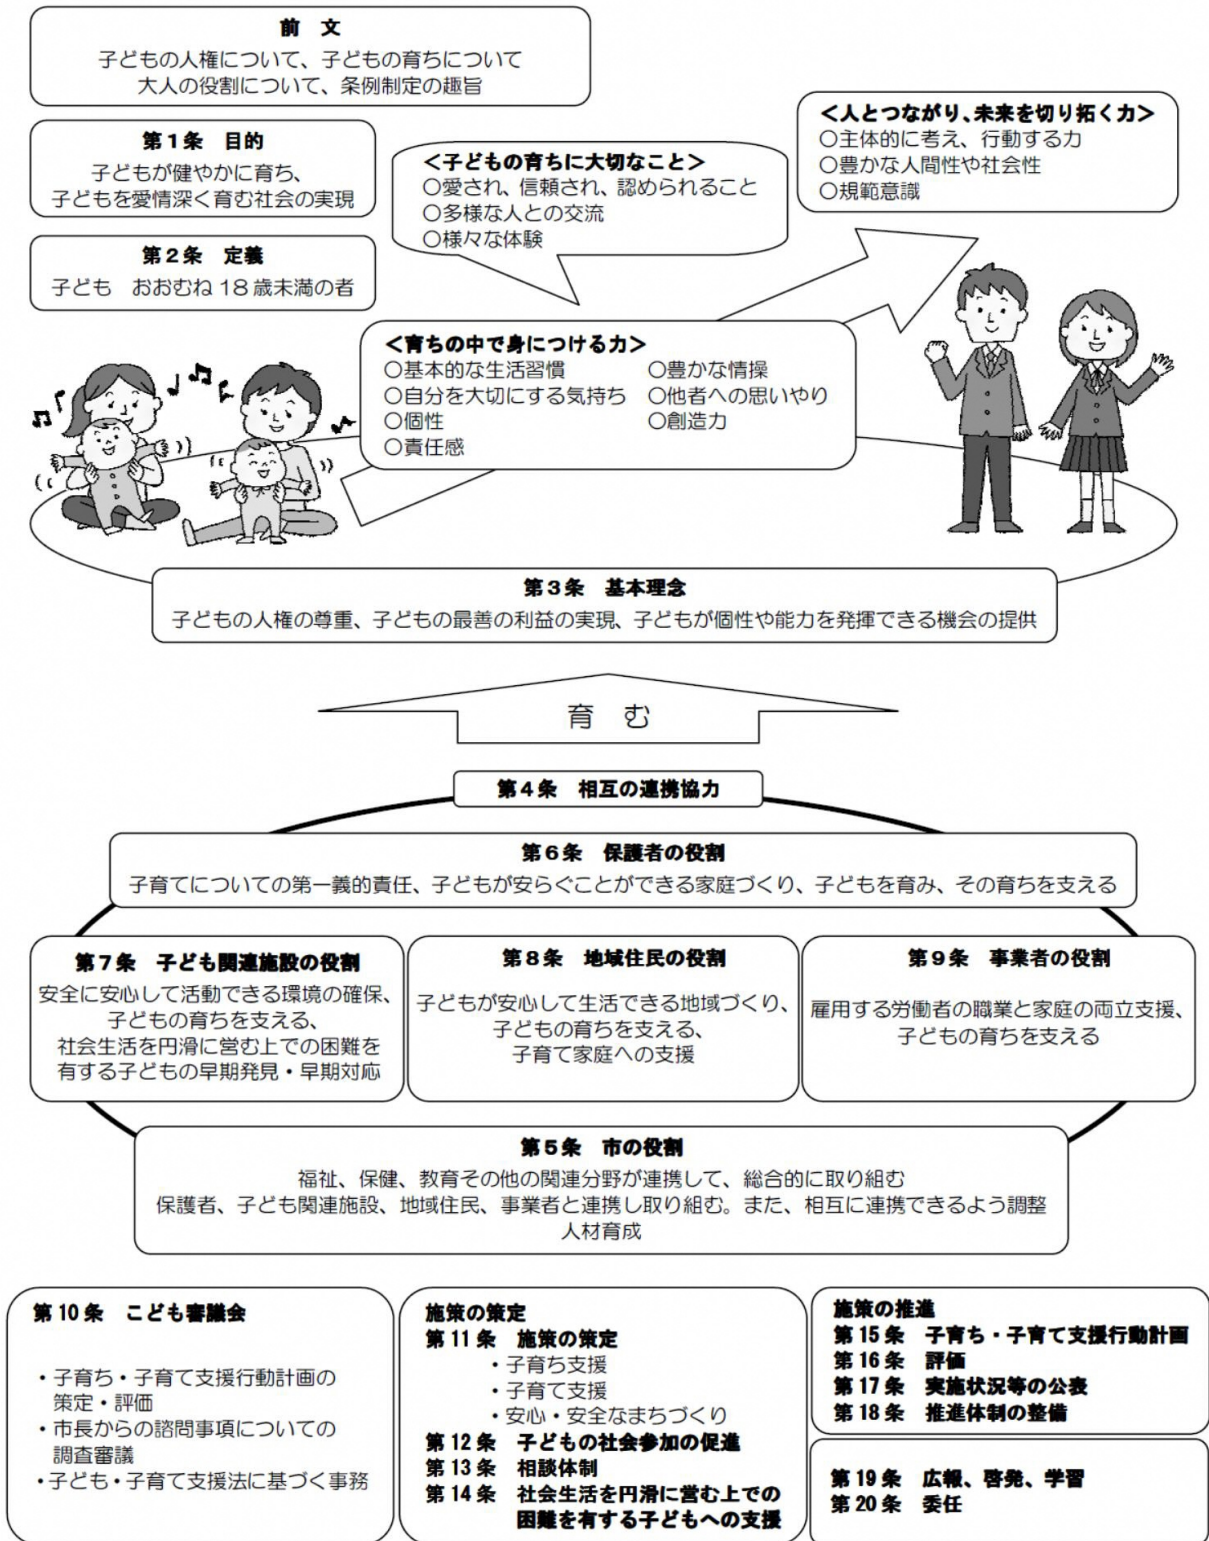 前　文
子どもの人権について、子どもの育ちについて
大人の役割について、条例制定の趣旨
第１条　目的
子どもが健やかに育ち、
子どもを愛情深く育む社会の実現
第２条　定義
子ども　おおむね 18 歳未満の者
＜子どもの育ちに大切なこと＞
○愛され、信頼され、認められること
○多様な人との交流
○様々な体験
＜人とつながり、未来を切り拓く力＞
○主体的に考え、行動する力
○豊かな人間性や社会性
○規範意識
＜育ちの中で身につける力＞
○基本的な生活習慣　○豊かな情操
○自分を大切にする気持ち　○他者への思いやり
○個性　○創造力
○責任感
第３条　基本理念
子どもの人権の尊重、子どもの最善の利益の実現、子どもが個性や能力を発揮できる機会の提供
育　む
第４条　相互の連携協力
第６条　保護者の役割
子育てについての第一義的責任、子どもが安らぐことができる家庭づくり、子どもを育み、その育ちを支える
第７条　子ども関連施設の役割
安全に安心して活動できる環境の確保、
子どもの育ちを支える、
社会生活を円滑に営む上での困難を
有する子どもの早期発見・早期対応
第８条　地域住民の役割
子どもが安心して生活できる地域づくり、
子どもの育ちを支える、
子育て家庭への支援
第９条　事業者の役割
雇用する労働者の職業と家庭の両立支援、
子どもの育ちを支える
第５条　市の役割
福祉、保健、教育その他の関連分野が連携して、総合的に取り組む
保護者、子ども関連施設、地域住民、事業者と連携し取り組む。また、相互に連携できるよう調整
人材育成
第 10 条　こども審議会
・子育ち・子育て支援行動計画の
策定・評価
・市長からの諮問事項についての
調査審議
・子ども・子育て支援法に基づく事務
施策の策定
第 11 条　施策の策定
・子育ち支援
・子育て支援
・安心・安全なまちづくり
第 12 条　子どもの社会参加の促進
第 13 条　相談体制
第 14 条　社会生活を円滑に営む上での
困難を有する子どもへの支援
施策の推進
第 15 条　子育ち・子育て支援行動計画
第 16 条　評価
第 17 条　実施状況等の公表
第 18 条　推進体制の整備
第 19 条　広報、啓発、学習
第 20 条　委任